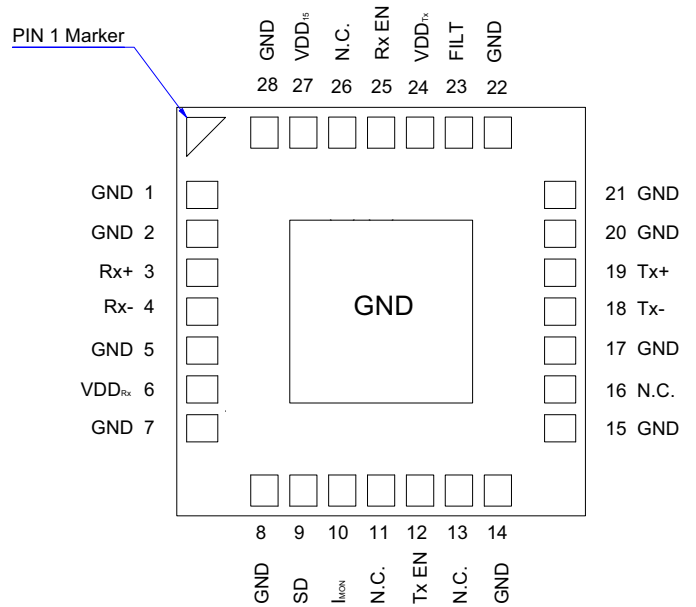 PIN 1 Marker
GND VDD15 N.C. Rx EN VDDTx FILT GND
28 27 26 25 24 23 22
GND 1
GND 2
Rx+ 3
Rx- 4
GND 5
VDDRx 6
GND 7
GND
21 GND
20 GND
19 Tx+
18 Tx-
17 GND
16 N.C.
15 GND
8 9 10 11 12 13 14
GND SD IMON N.C. Tx EN N.C. GND